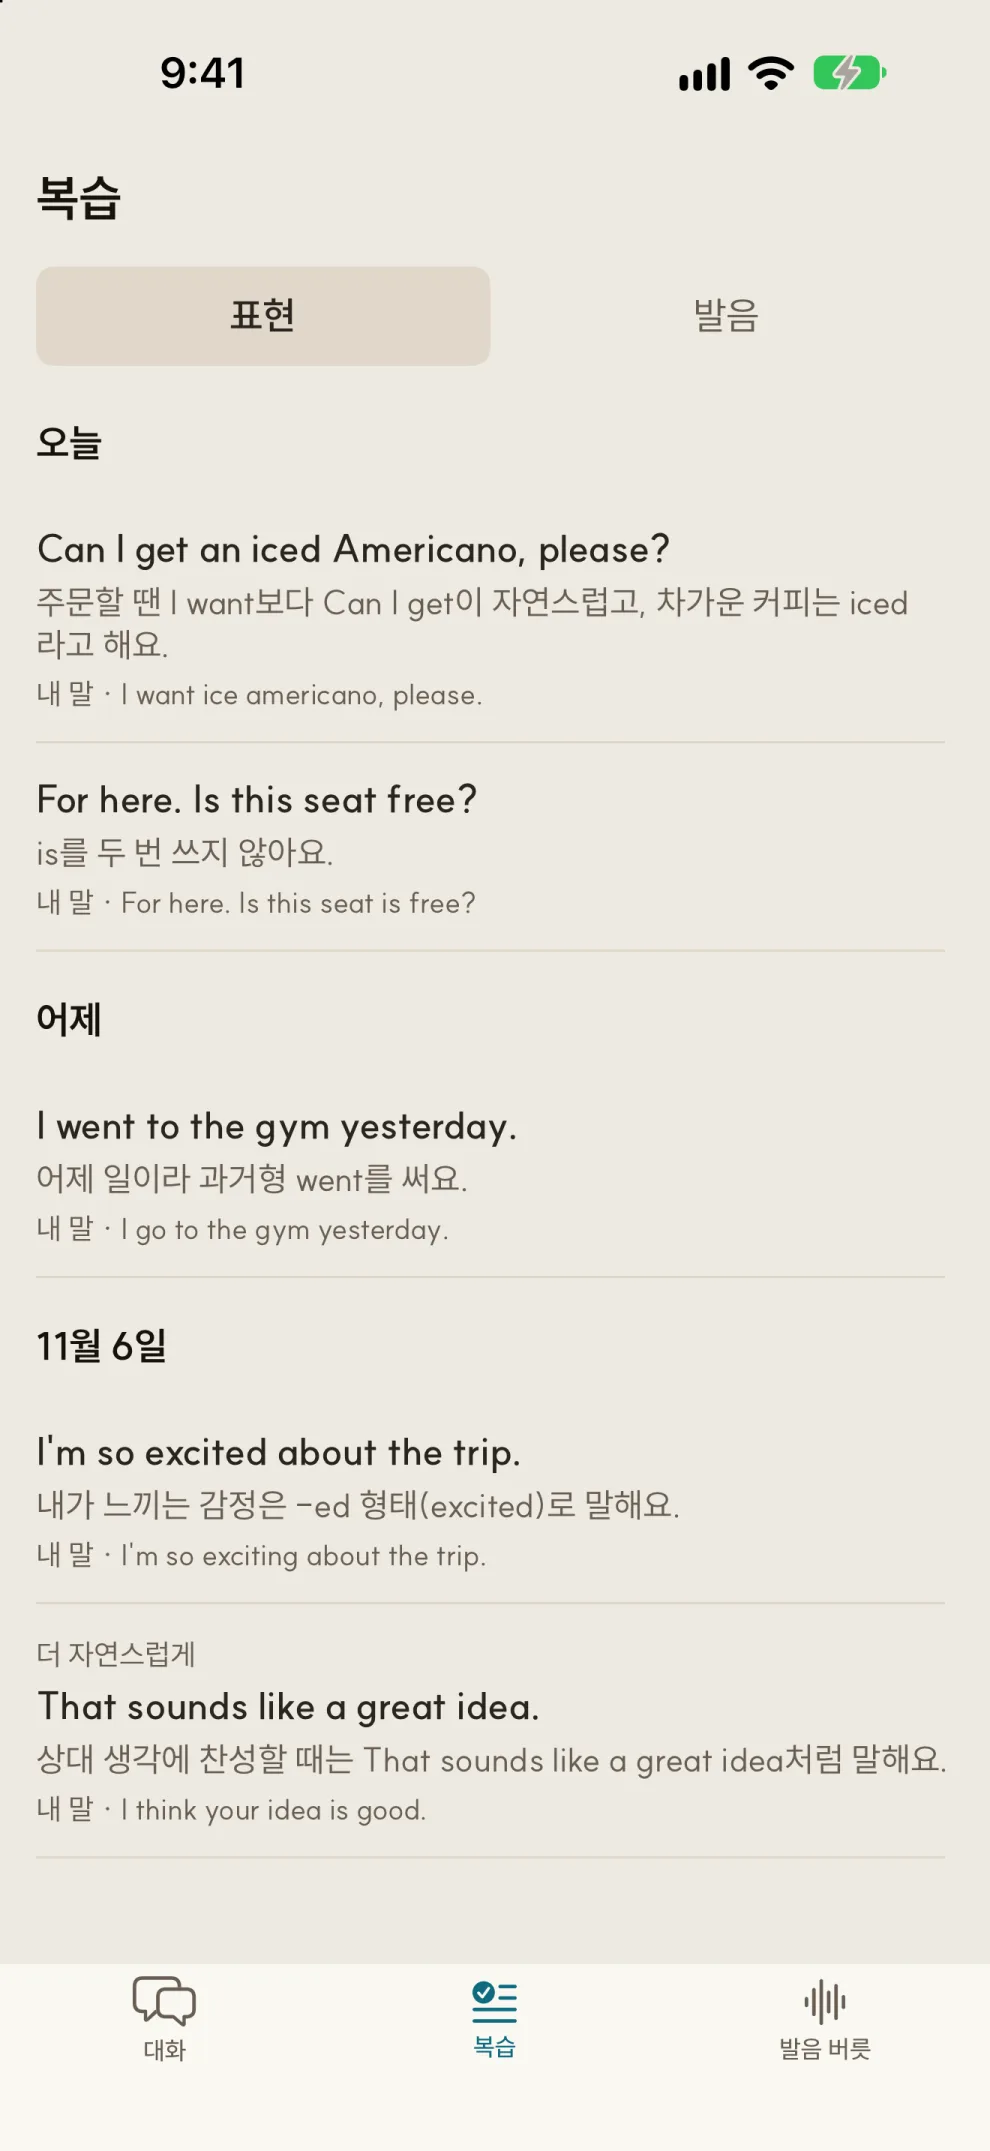 9:41
복습
표현
발음
오늘
Can I get an iced Americano, please?
주문할 땐 I want보다 Can I get이 자연스럽고, 차가운 커피는 iced
라고 해요.
내 말 · I want ice americano, please.
For here. Is this seat free?
is를 두 번 쓰지 않아요.
내 말 · For here. Is this seat is free?
어제
I went to the gym yesterday.
어제 일이라 과거형 went를 써요.
내 말 · I go to the gym yesterday.
11월 6일
I'm so excited about the trip.
내가 느끼는 감정은 -ed 형태(excited)로 말해요.
내 말 · I'm so exciting about the trip.
더 자연스럽게
That sounds like a great idea.
상대 생각에 찬성할 때는 That sounds like a great idea처럼 말해요.
내 말 · I think your idea is good.
대화
복습
발음 버릇